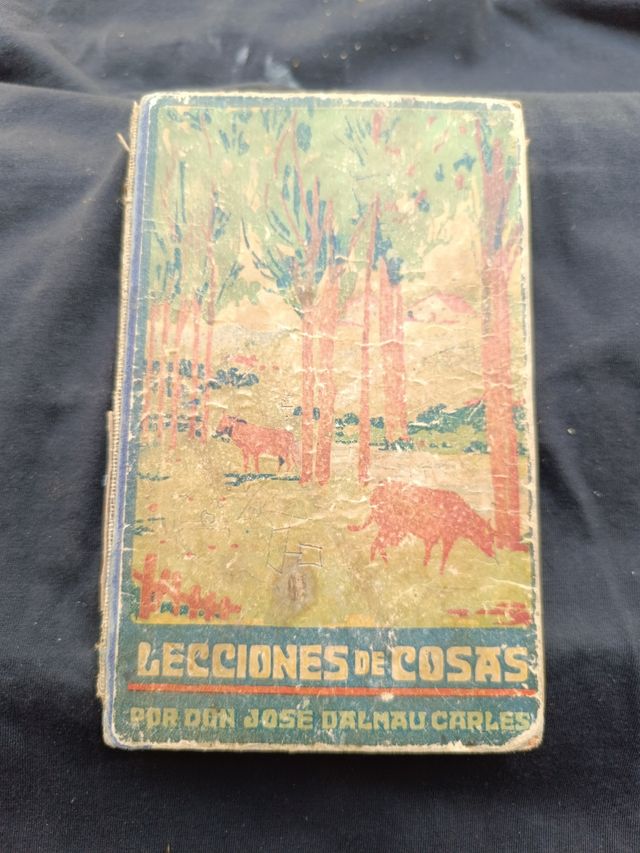 LECCIONES DE COSAS
POR DON JOSÉ DALMAU CARLES